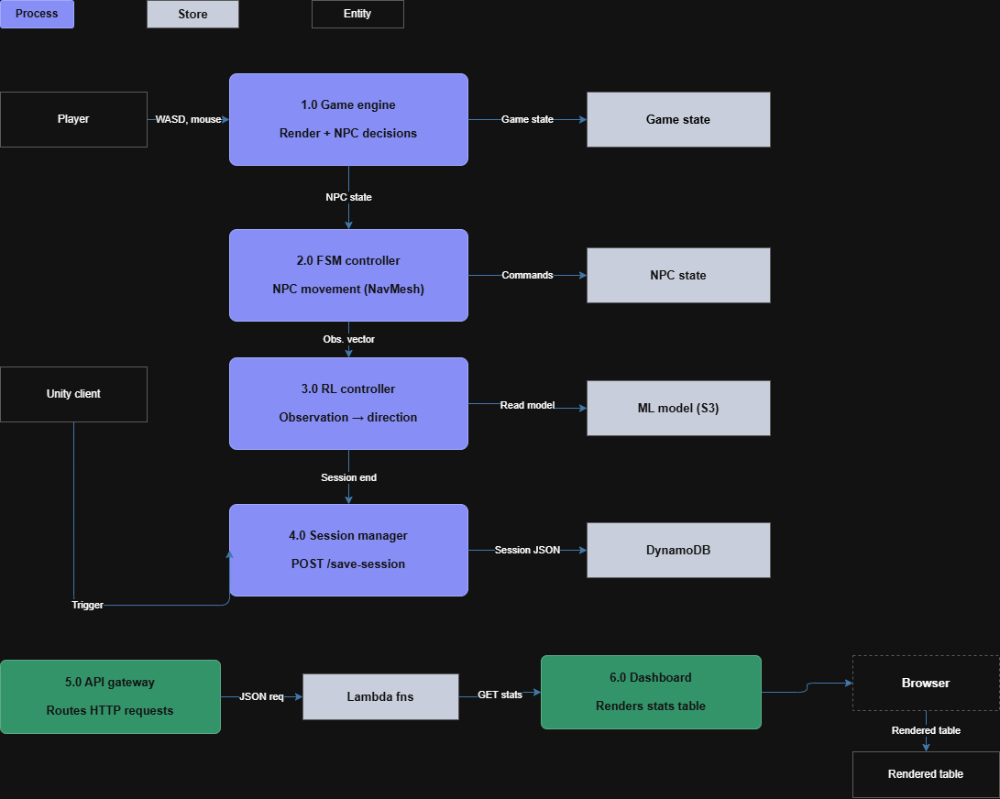 Process
Store
Entity
Player
WASD, mouse
1.0 Game engine
Render + NPC decisions
Game state
Game state
NPC state
2.0 FSM controller
NPC movement (NavMesh)
Commands
NPC state
Obs. vector
Unity client
3.0 RL controller
Observation → direction
Read model
ML model (S3)
Session end
4.0 Session manager
POST /save-session
Session JSON
DynamoDB
Trigger
5.0 API gateway
Routes HTTP requests
JSON req
Lambda fns
GET stats
6.0 Dashboard
Renders stats table
Browser
Rendered table
Rendered table